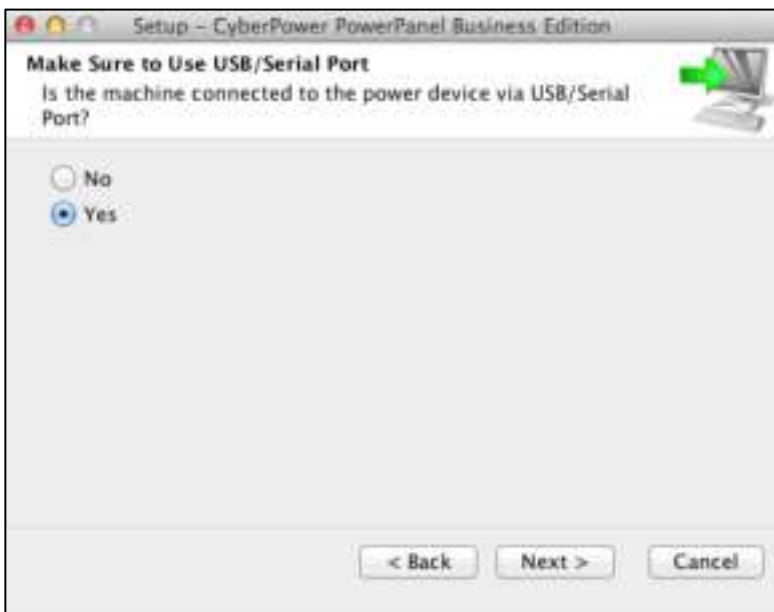 Setup – CyberPower PowerPanel Business Edition
Make Sure to Use USB/Serial Port
Is the machine connected to the power device via USB/Serial
Port?
No
Yes
< Back
Next >
Cancel